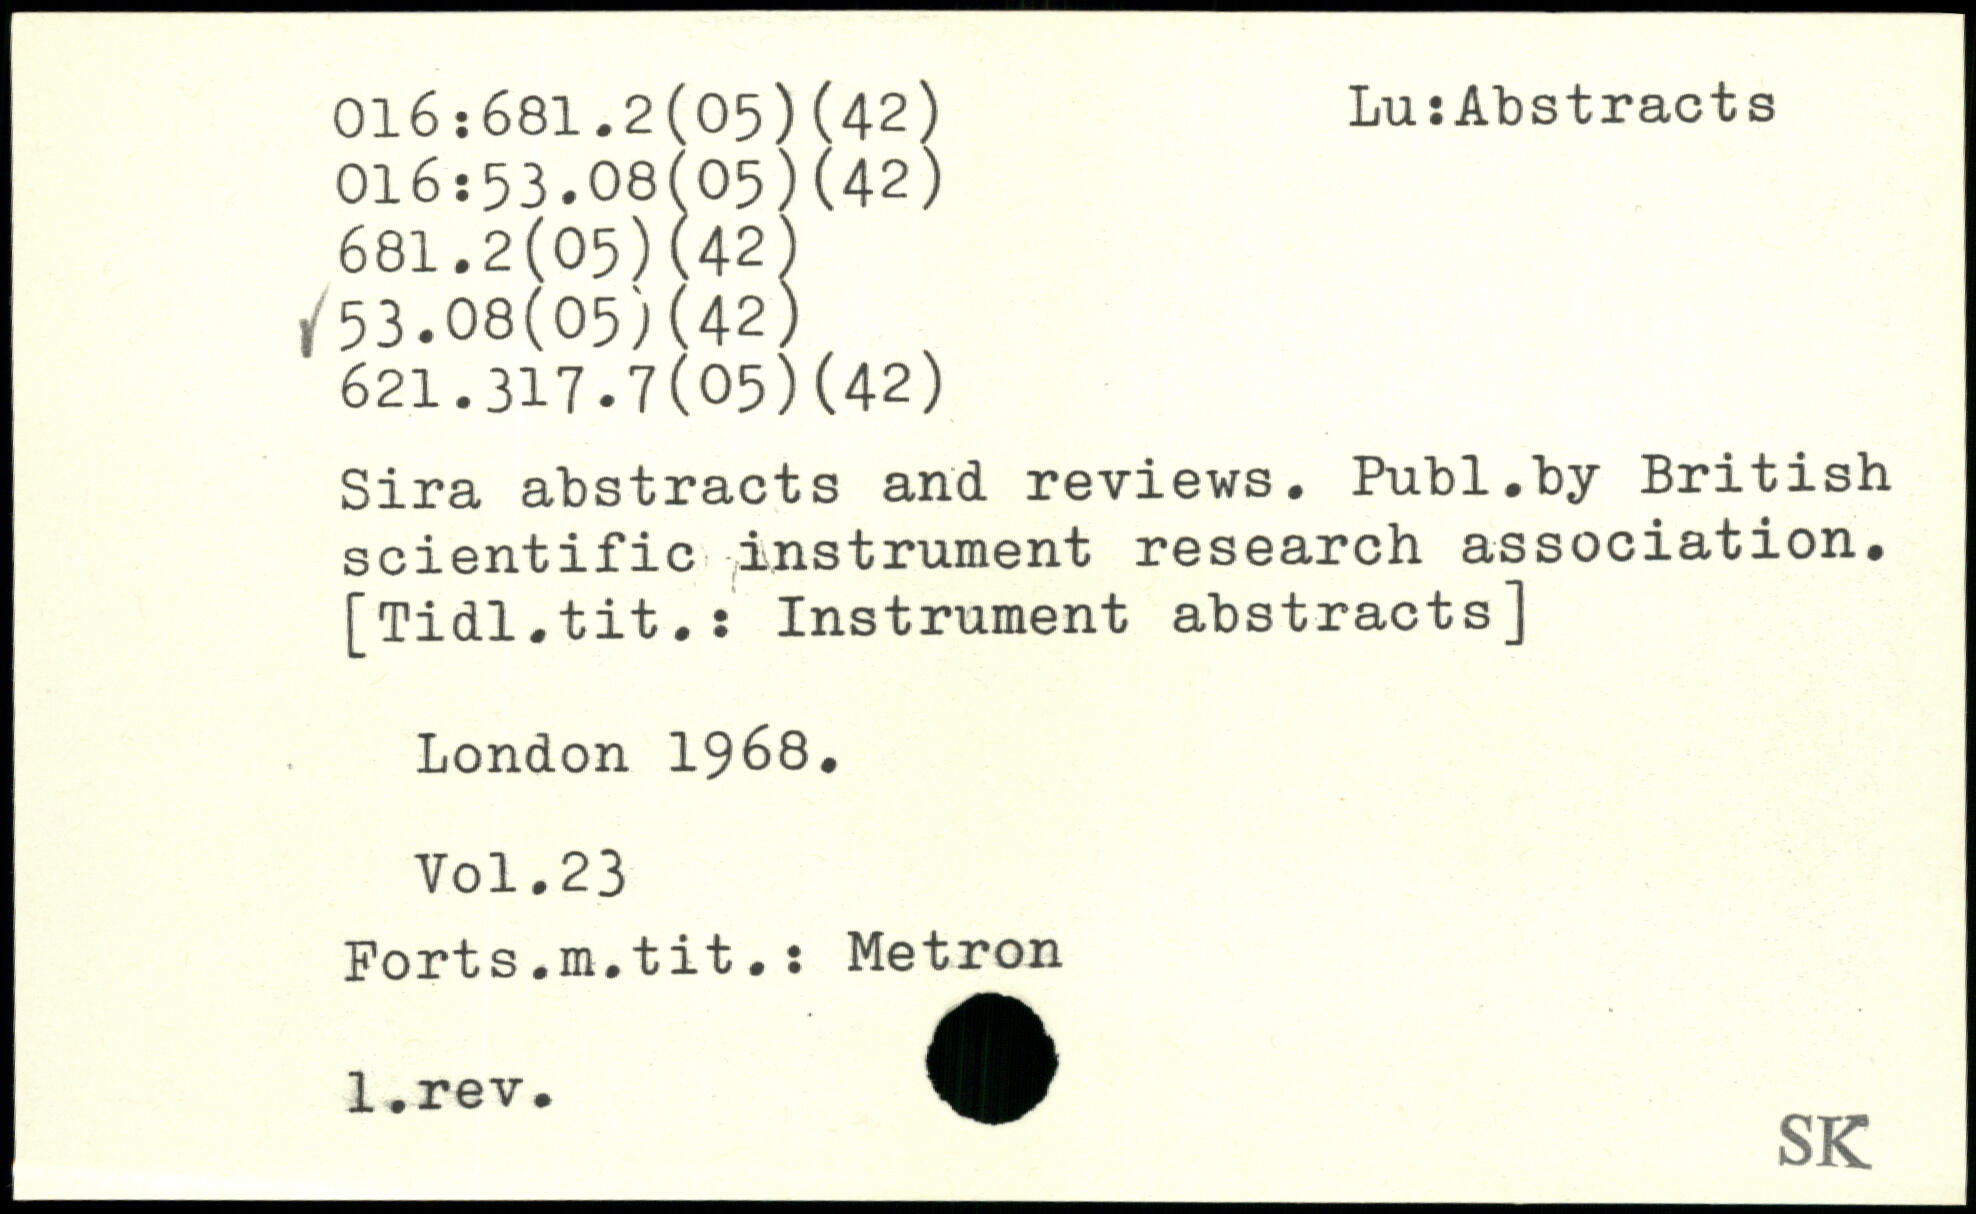 016:681.2(05)(42) Lu:Abstracts
016:53.08(05)(42)
681.2(05)(42)
✓53.08(05)(42)
621.317.7(05)(42)
Sira abstracts and reviews. Publ.by British
scientific instrument research association.
[Tidl.tit.: Instrument abstracts]
London 1968.
Vol.23
Forts.m.tit.: Metron
1.rev.
SK